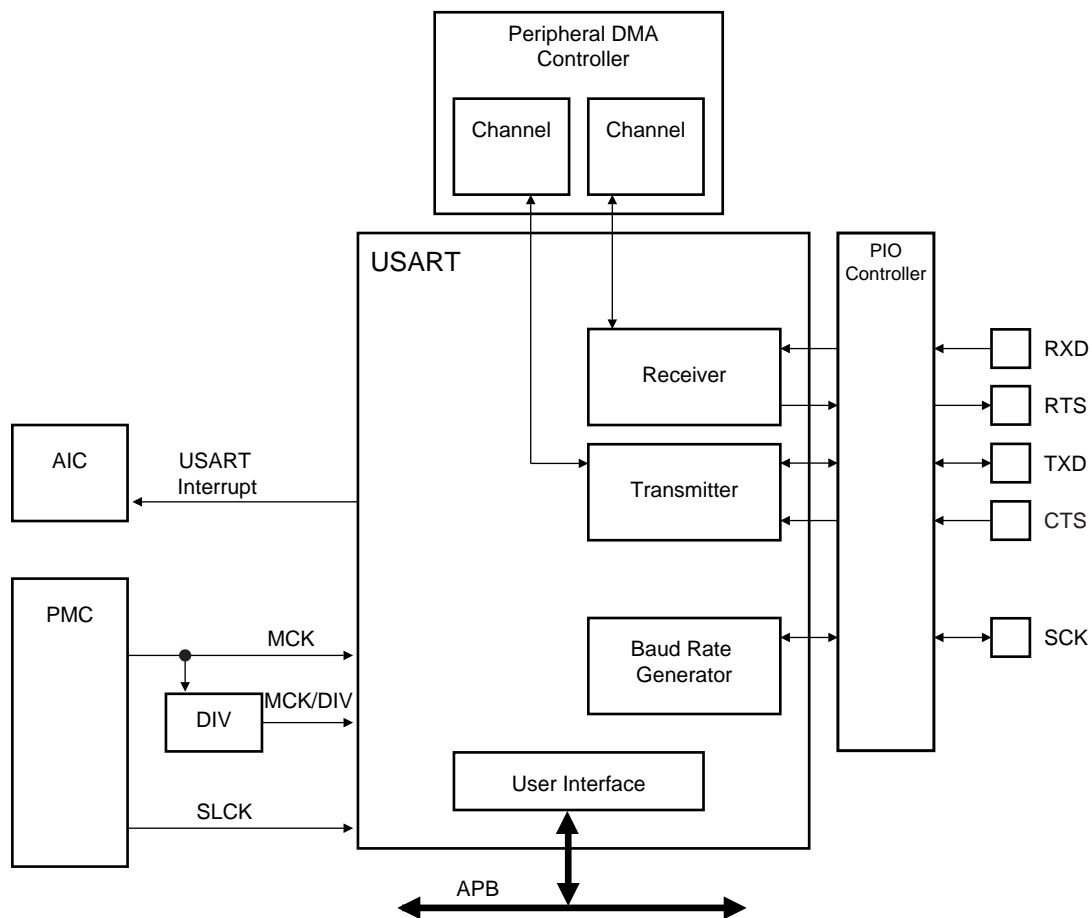 Peripheral DMA
Controller
Channel
Channel
USART
PIO
Controller
Receiver
RXD
RTS
AIC
USART
Interrupt
Transmitter
TXD
CTS
PMC
MCK
Baud Rate
Generator
SCK
DIV
MCK/DIV
User Interface
SLCK
APB